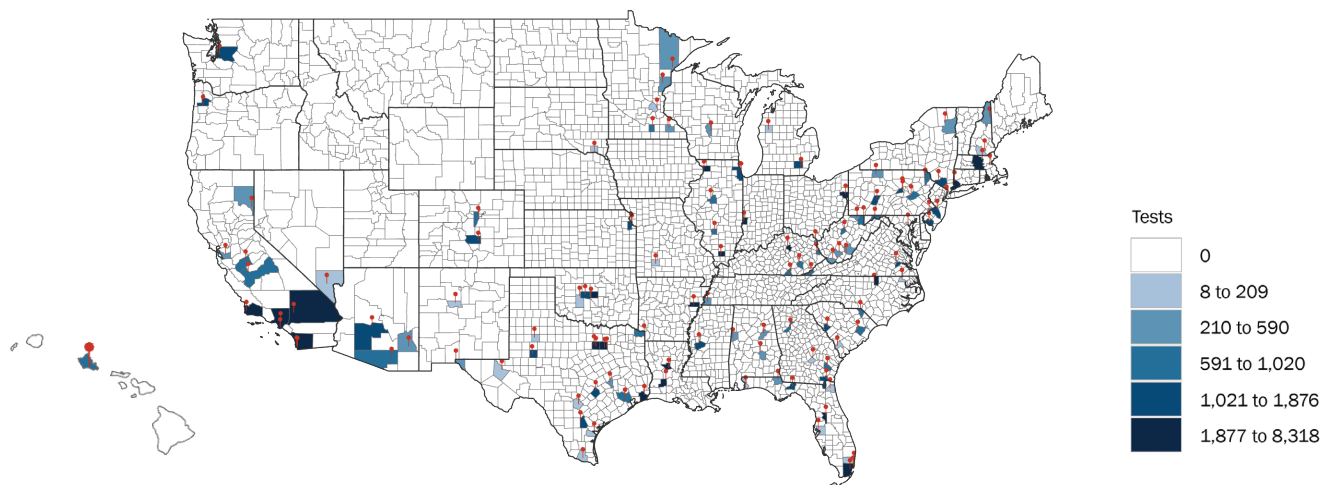 Tests
0
8 to 209
210 to 590
591 to 1,020
1,021 to 1,876
1,877 to 8,318